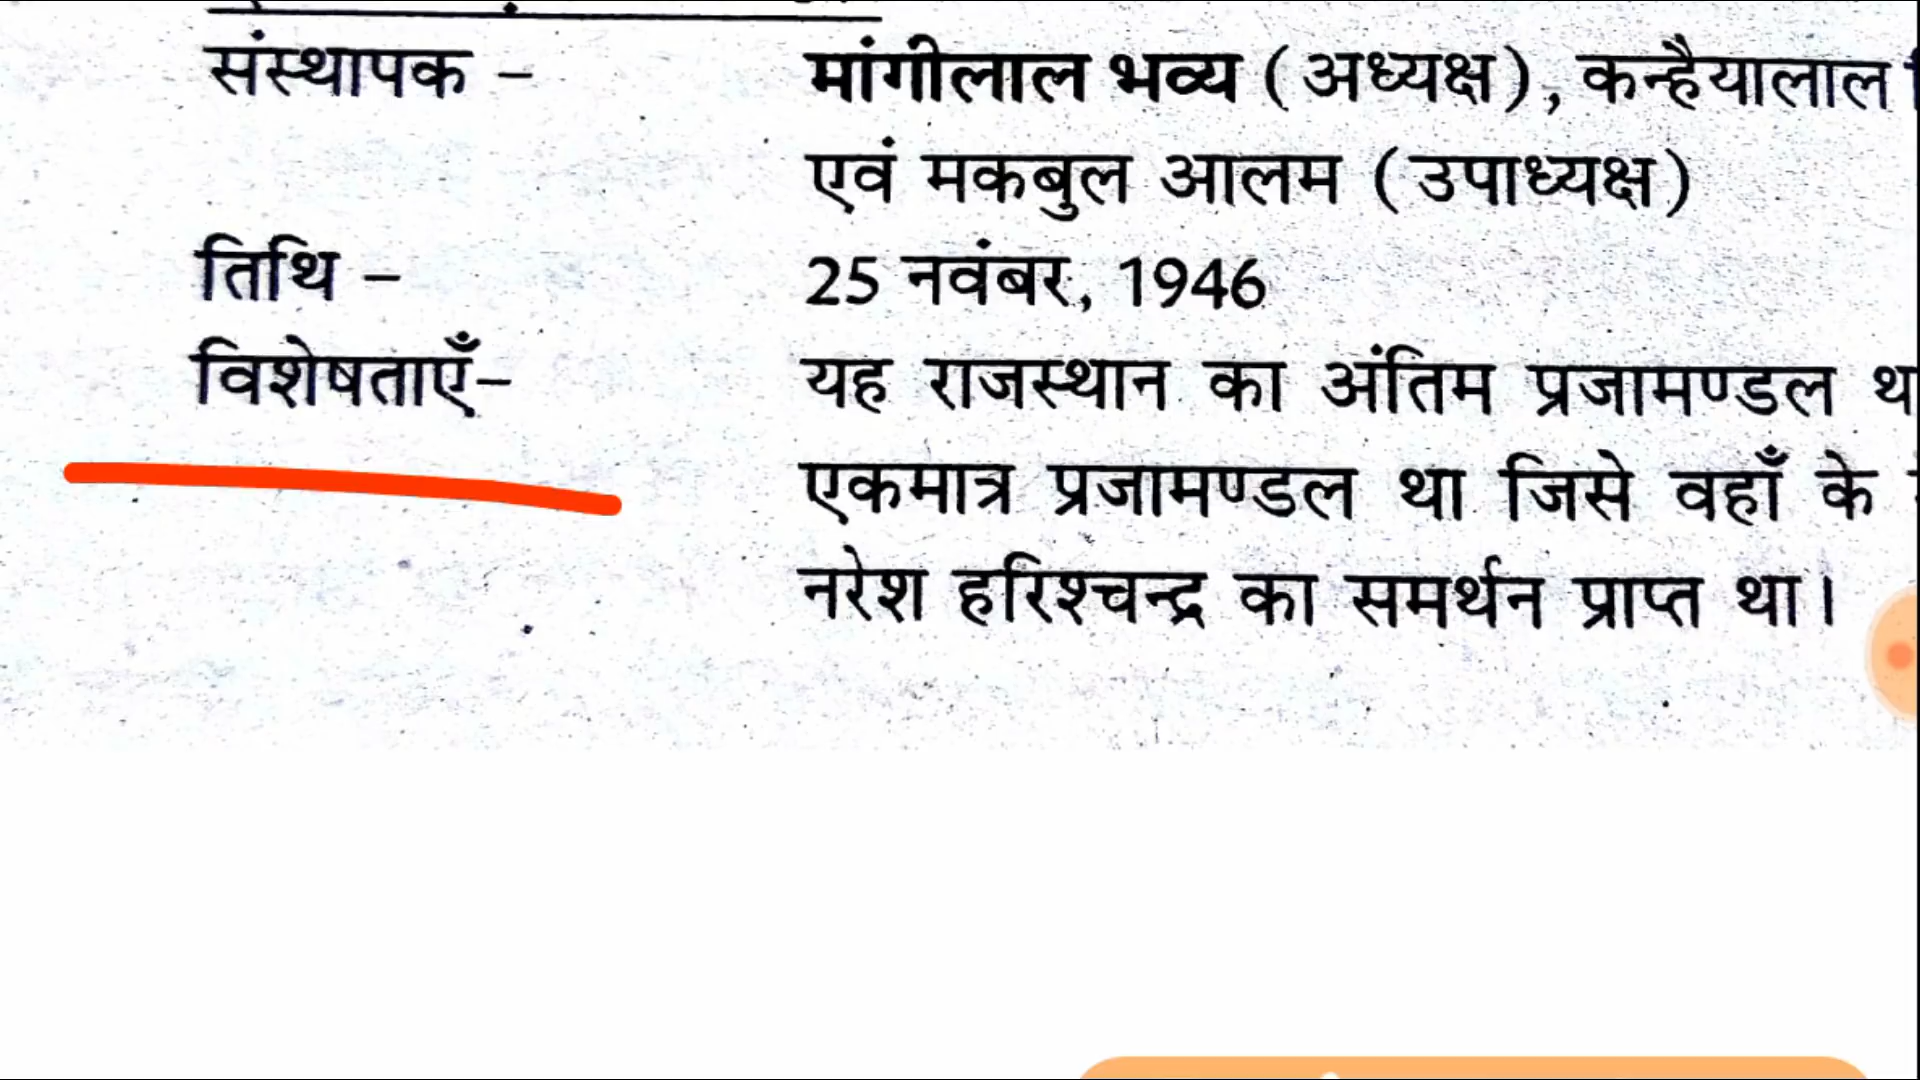 संस्थापक – मांगीलाल भव्य (अध्यक्ष), कन्हैयालाल
एवं मकबुल आलम (उपाध्यक्ष)
तिथि – 25 नवंबर, 1946
विशेषताएँ– यह राजस्थान का अंतिम प्रजामण्डल
एकमात्र प्रजामण्डल था जिसे वहाँ के
नरेश हरिश्चन्द्र का समर्थन प्राप्त था।